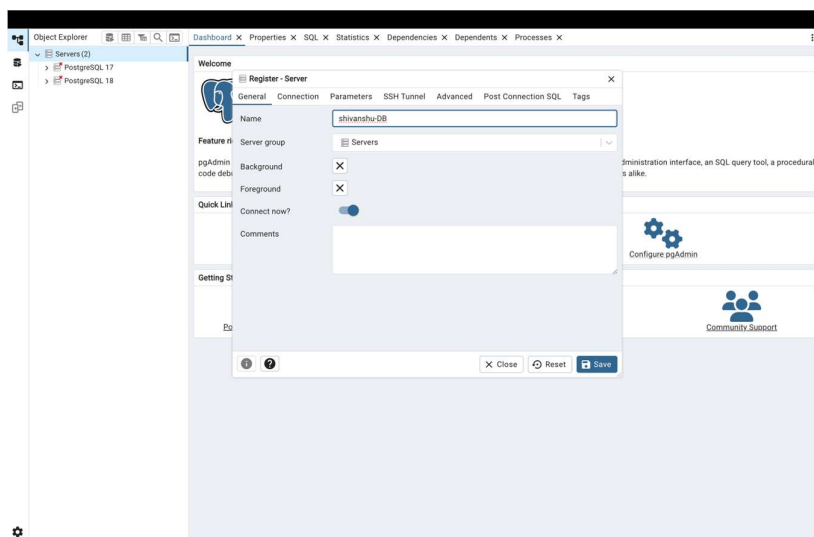 Object Explorer
Dashboard Properties SQL Statistics Dependencies Dependents Processes
Servers (2)
PostgreSQL 17
PostgreSQL 18
Welcome
Register - Server
General Connection Parameters SSH Tunnel Advanced Post Connection SQL Tags
Name shivanshu-DB
Feature ri
Server group Servers
pgAdmin
dministration interface, an SQL query tool, a procedural
code debu
s alike.
Background
Foreground
Quick Lin
Connect now?
Comments
Configure pgAdmin
Getting St
Po
Community Support
Close Reset Save